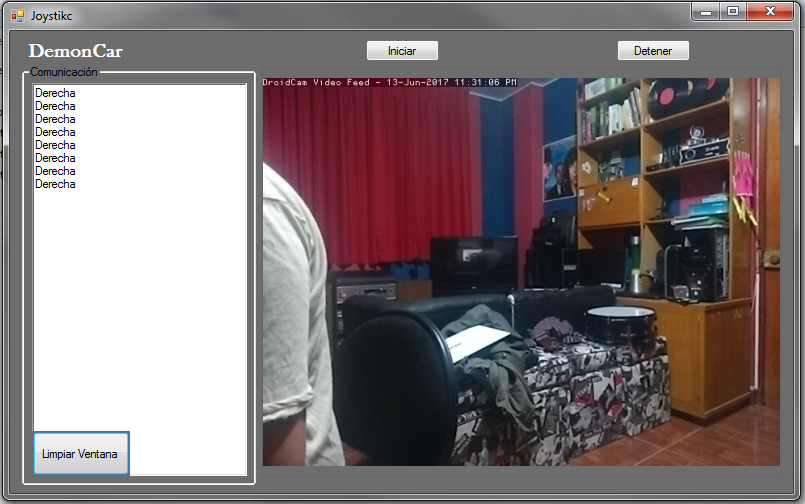 Joystikc
DemonCar
Iniciar
Detener
Comunicación
Derecha
Derecha
Derecha
Derecha
Derecha
Derecha
Derecha
Derecha
Limpiar Ventana
DroidCam Video Feed - 13-Jun-2017 11:31:06 PM